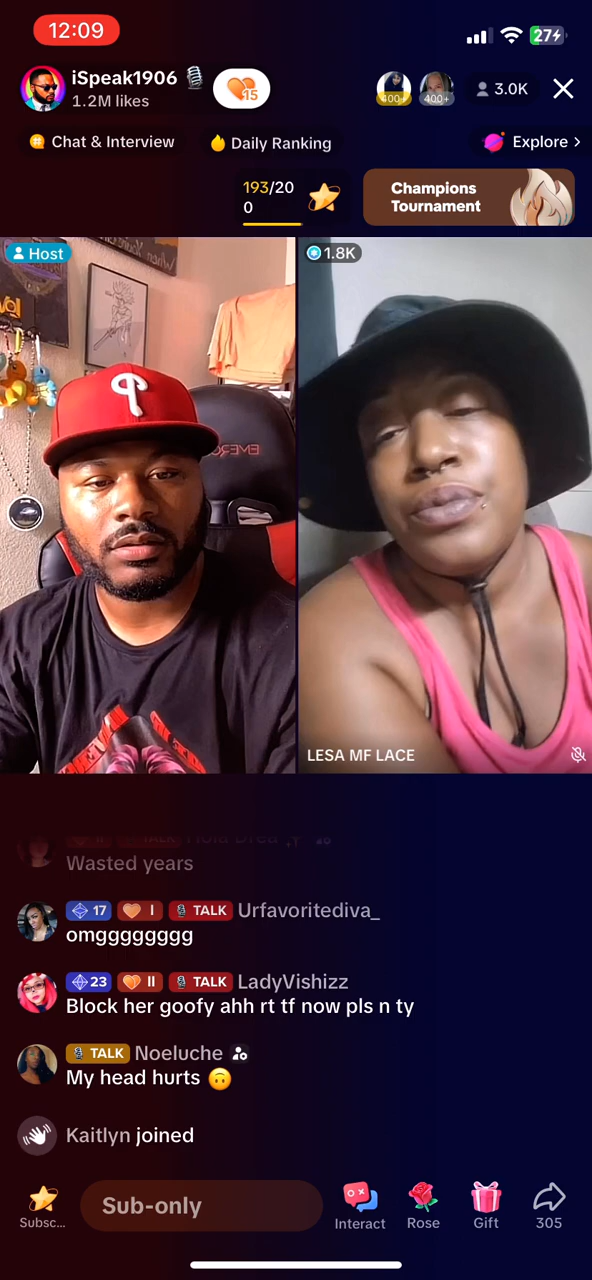 12:09
27
iSpeak1906
1.2M likes
15
400+
400+
3.0K
Chat & Interview
Daily Ranking
Explore >
193/20
0
Champions
Tournament
Host
1.8K
P
LESA MF LACE
Wasted years
17 I TALK Urfavoritediva_
omgggggggg
23 II TALK LadyVishizz
Block her goofy ahh rt tf now pls n ty
TALK Noeluche
My head hurts 🙃
Kaitlyn joined
Subsc...
Sub-only
Interact
Rose
Gift
305